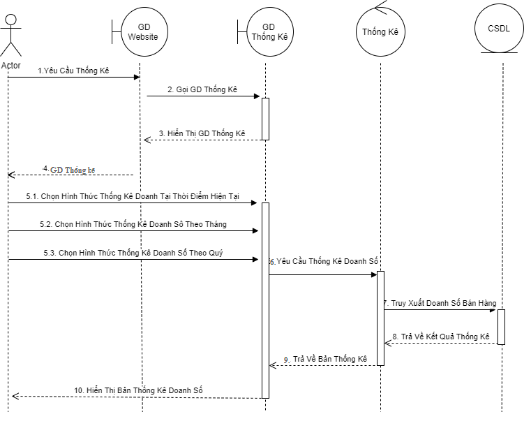 GD
Website
GD
Thống Kê
Thống Kê
CSDL
Actor
1.Yêu Cầu Thống Kê
2. Gọi GD Thống Kê
3. Hiển Thị GD Thống Kê
4. GD Thống kê
5.1. Chọn Hình Thức Thống Kê Doanh Tại Thời Điểm Hiện Tại
5.2. Chọn Hình Thức Thống Kê Doanh Số Theo Tháng
5.3. Chọn Hình Thức Thống Kê Doanh Số Theo Quý
6.Yêu Cầu Thống Kê Doanh Số
7. Truy Xuất Doanh Số Bán Hàng
8. Trả Về Kết Quả Thống Kê
9. Trả Về Bản Thống Kê
10. Hiển Thị Bản Thống Kê Doanh Số